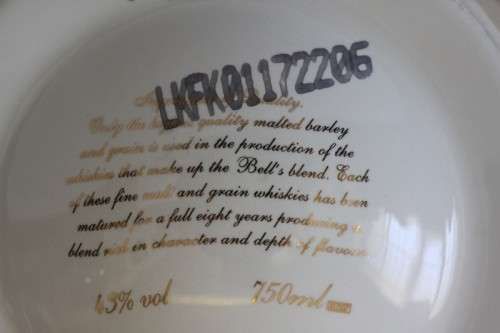 LKFK01172206
quality.
Only the finest quality malted barley
and grain is used in the production of the
whiskies that make up the Bell's blend. Each
of these fine malt and grain whiskies has been
matured for a full eight years producing a
blend rich in character and depth of flavour.
43% vol 750ml